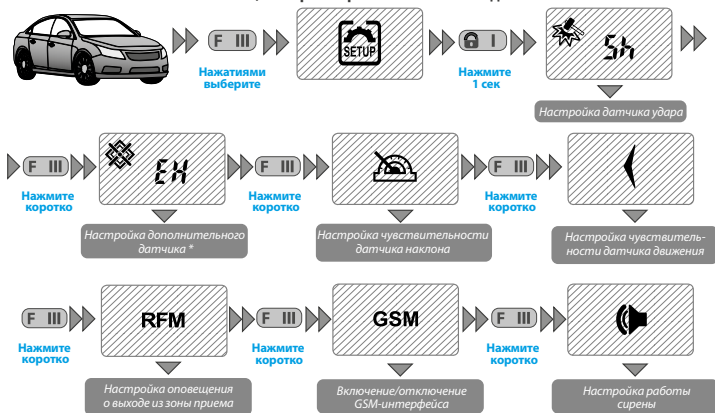 F III
SETUP
I
Sh
Нажатиями
выберите
Нажмите
1 сек
Настройка датчика удара
F III
EH
F III
F III
Нажмите
коротко
Нажмите
коротко
Нажмите
коротко
Настройка дополнительного
датчика *
Настройка чувствительности
датчика наклона
Настройка чувствитель-
ности датчика движения
F III
RFM
F III
GSM
F III
Нажмите
коротко
Нажмите
коротко
Нажмите
коротко
Настройка оповещения
о выходе из зоны приема
Включение/отключение
GSM-интерфейса
Настройка работы
сирены